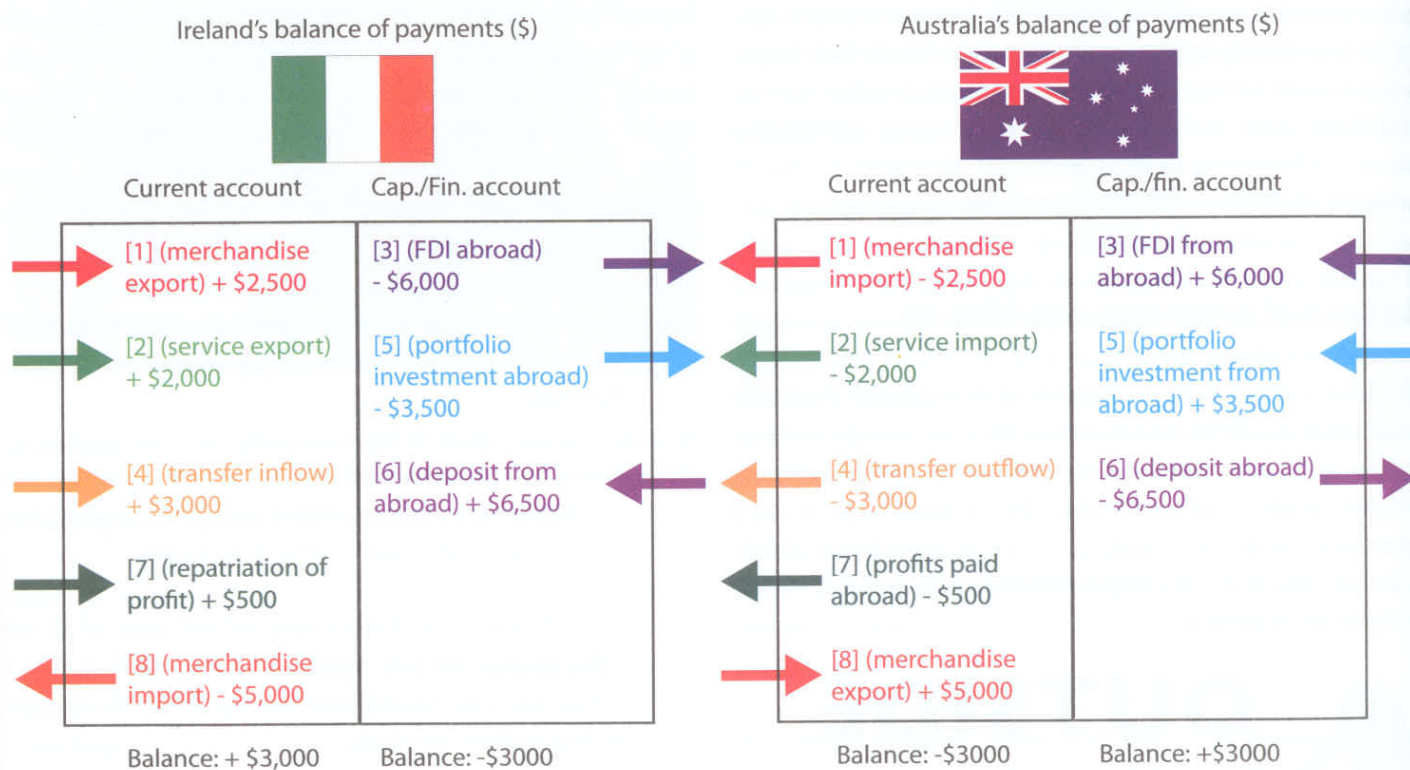 Ireland's balance of payments ($)
Current account
Cap./Fin. account
[1] (merchandise
export) + $2,500
[2] (service export)
+ $2,000
[4] (transfer inflow)
+ $3,000
[7] (repatriation of
profit) + $500
[8] (merchandise
import) - $5,000
Balance: + $3,000
[3] (FDI abroad)
- $6,000
[5] (portfolio
investment abroad)
- $3,500
[6] (deposit from
abroad) + $6,500
Balance: -$3000
Australia's balance of payments ($)
Current account
Cap./fin. account
[1] (merchandise
import) - $2,500
[2] (service import)
- $2,000
[4] (transfer outflow)
- $3,000
[7] (profits paid
abroad) - $500
[8] (merchandise
export) + $5,000
Balance: -$3000
[3] (FDI from
abroad) + $6,000
[5] (portfolio
investment from
abroad) + $3,500
[6] (deposit abroad)
- $6,500
Balance: +$3000